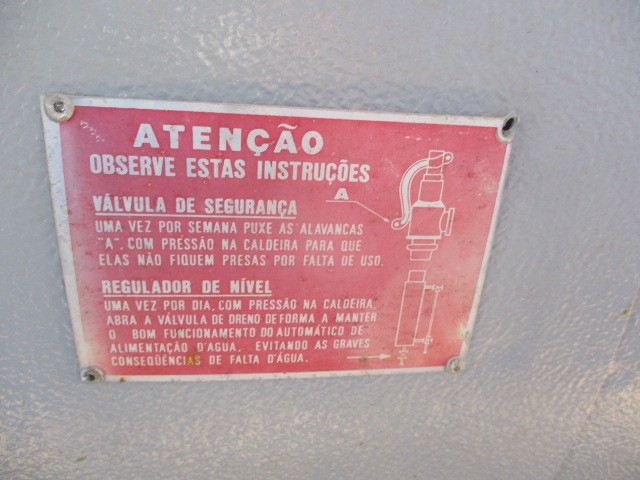 ATENÇÃO
OBSERVE ESTAS INSTRUÇÕES
A
VÁLVULA DE SEGURANÇA
UMA VEZ POR SEMANA PUXE AS ALAVANCAS
"A", COM PRESSÃO NA CALDEIRA PARA QUE
ELAS NÃO FIQUEM PRESAS POR FALTA DE USO.
REGULADOR DE NÍVEL
UMA VEZ POR DIA, COM PRESSÃO NA CALDEIRA,
ABRA A VÁLVULA DE DRENO DE FORMA A MANTER
O BOM FUNCIONAMENTO DO AUTOMÁTICO DE
ALIMENTAÇÃO D'AGUA, EVITANDO AS GRAVES
CONSEQÜÊNCIAS DE FALTA D'ÁGUA.